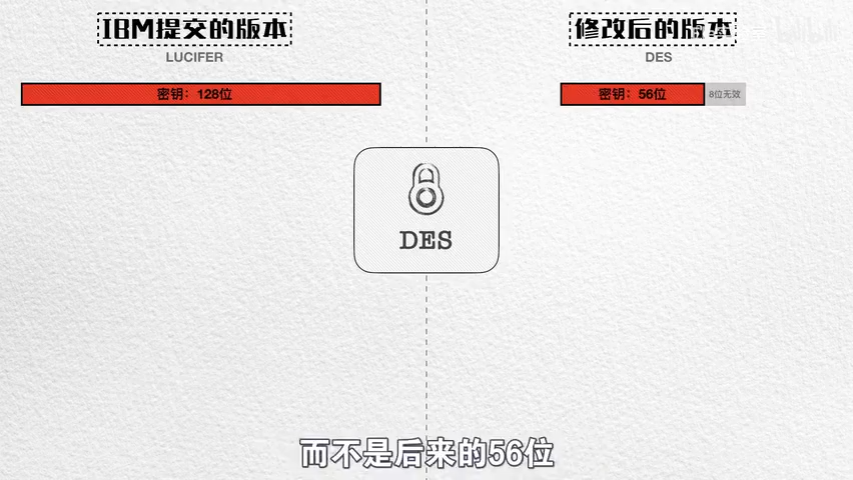 IBM提交的版本
修改后的版本
LUCIFER
DES
密钥：128位
密钥：56位
8位无效
DES
而不是后来的56位